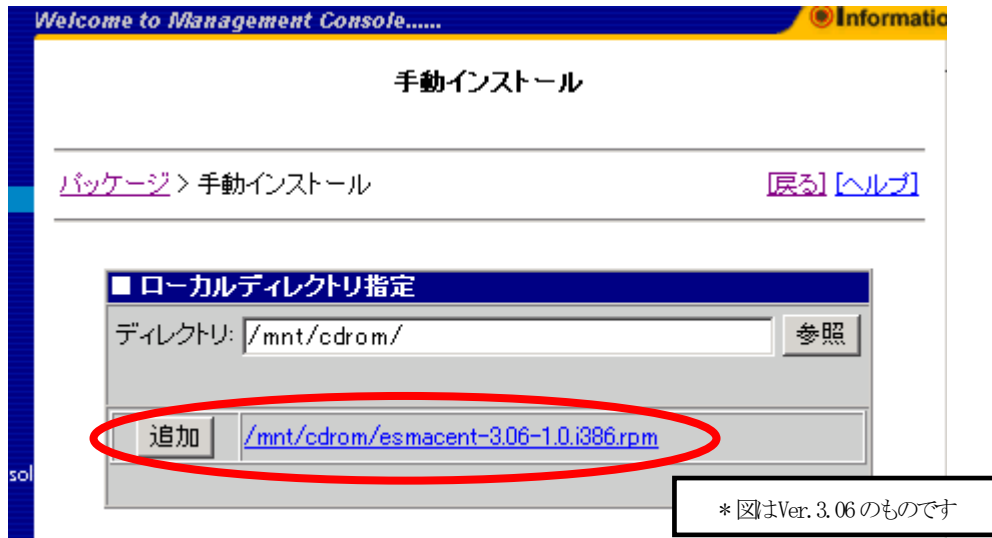 Welcome to Management Console......
Informatio
手動インストール
パッケージ > 手動インストール [戻る] [ヘルプ]
■ ローカルディレクトリ指定
ディレクトリ: /mnt/cdrom/ 参照
追加 /mnt/cdrom/esmacent-3.06-1.0.i386.rpm
sol
*図はVer.3.06のものです